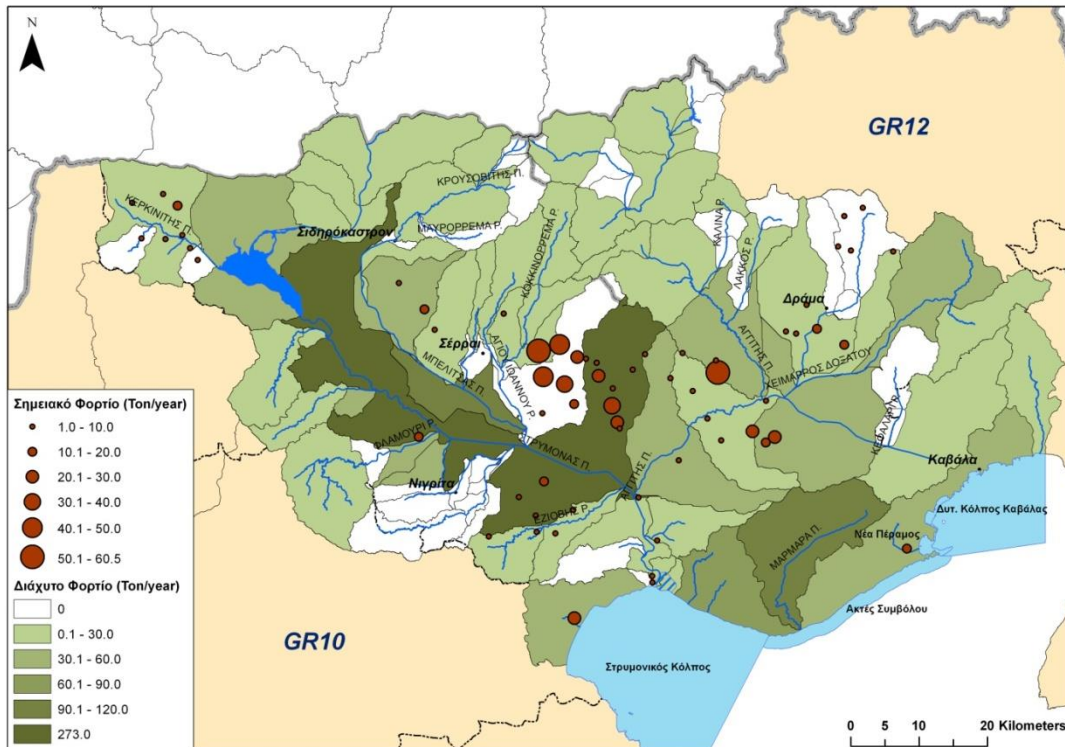 N
GR12
ΚΡΟΥΣΟΒΙΤΗΣ Π.
ΚΕΡΚΙΝΙΤΗΣ Π.
ΜΑΥΡΟΡΡΕΜΑ Ρ.
Σιδηρόκαστρον
ΚΑΛΙΝΑ Ρ.
ΛΑΚΚΟΣ Ρ.
ΚΟΚΚΙΝΟΡΡΕΜΑ Ρ.
Δράμα
Σέρραι
ΑΓΙΟΥ ΙΩΑΝΝΟΥ Ρ.
ΑΓΓΙΤΗΣ Π.
ΜΠΕΛΙΤΣΑΣ Π.
ΧΕΙΜΑΡΡΟΣ ΔΟΞΑΤΟΥ
ΚΕΦΑΛΑΡΙ Ρ.
ΦΛΑΜΟΥΡΙ Ρ.
ΣΤΡΥΜΟΝΑΣ Π.
Καβάλα
Νιγρίτα
ΑΓΓΙΤΗΣ Π.
ΕΖΙΟΒΗΣ Ρ.
Δυτ. Κόλπος Καβάλας
ΜΑΡΜΑΡΑ Π.
Νέα Πέραμος
Ακτές Συμβόλου
GR10
Στρυμονικός Κόλπος
Σημειακό Φορτίο (Ton/year)
1.0 - 10.0
10.1 - 20.0
20.1 - 30.0
30.1 - 40.0
40.1 - 50.0
50.1 - 60.5
Διάχυτο Φορτίο (Ton/year)
0
0.1 - 30.0
30.1 - 60.0
60.1 - 90.0
90.1 - 120.0
273.0
0 5 10 20 Kilometers